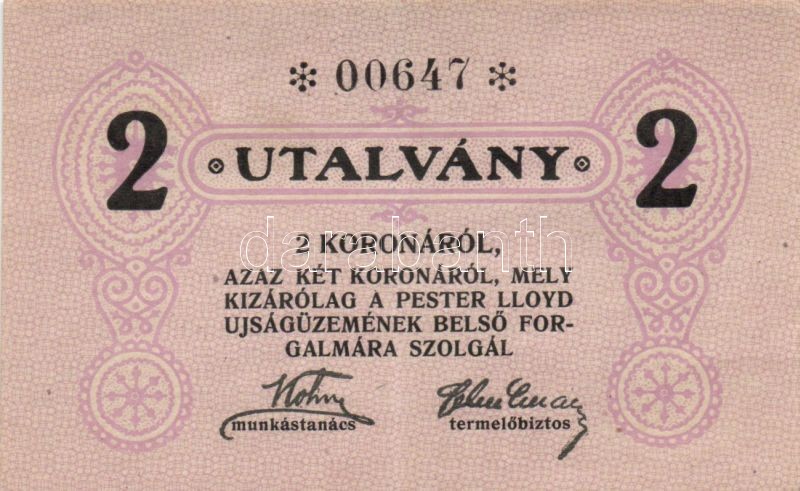 * 00647 *
2 UTALVÁNY 2
2 KORONÁRÓL,
AZAZ KÉT KORONÁRÓL, MELY
KIZÁRÓLAG A PESTER LLOYD
UJSÁGÜZEMÉNEK BELSŐ FOR-
GALMÁRA SZOLGÁL
munkástanács termelőbiztos
darabanth